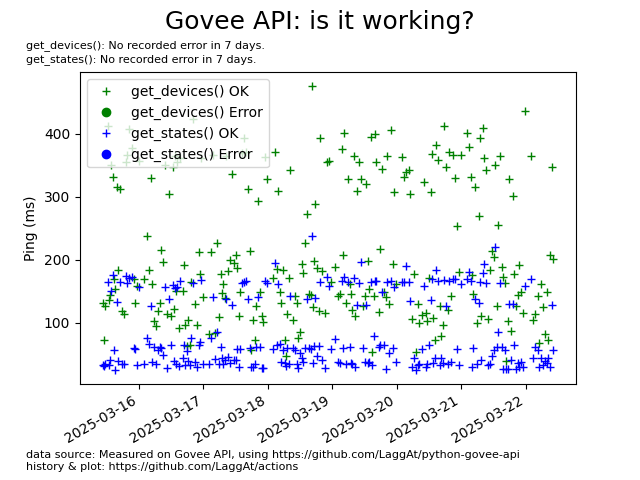 Govee API: is it working?
get_devices(): No recorded error in 7 days.
get_states(): No recorded error in 7 days.
get_devices() OK
get_devices() Error
get_states() OK
get_states() Error
Ping (ms)
400
300
200
100
2025-03-16
2025-03-17
2025-03-18
2025-03-19
2025-03-20
2025-03-21
2025-03-22
data source: Measured on Govee API, using https://github.com/LaggAt/python-govee-api
history & plot: https://github.com/LaggAt/actions